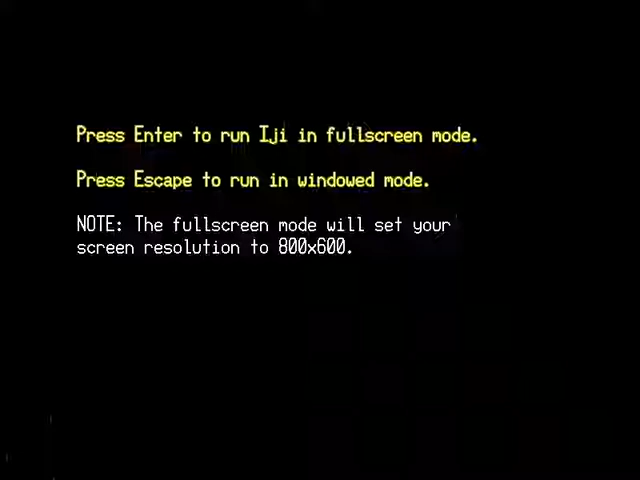 Press Enter to run Iji in fullscreen mode.
Press Escape to run in windowed mode.
NOTE: The fullscreen mode will set your
screen resolution to 800x600.